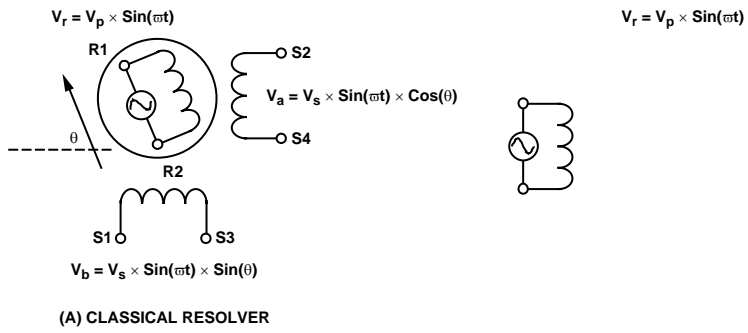 Vr = Vp × Sin(ϖt)
R1
θ
R2
S2
Va = Vs × Sin(ϖt) × Cos(θ)
S4
S1
S3
Vb = Vs × Sin(ϖt) × Sin(θ)
(A) CLASSICAL RESOLVER
Vr = Vp × Sin(ϖt)